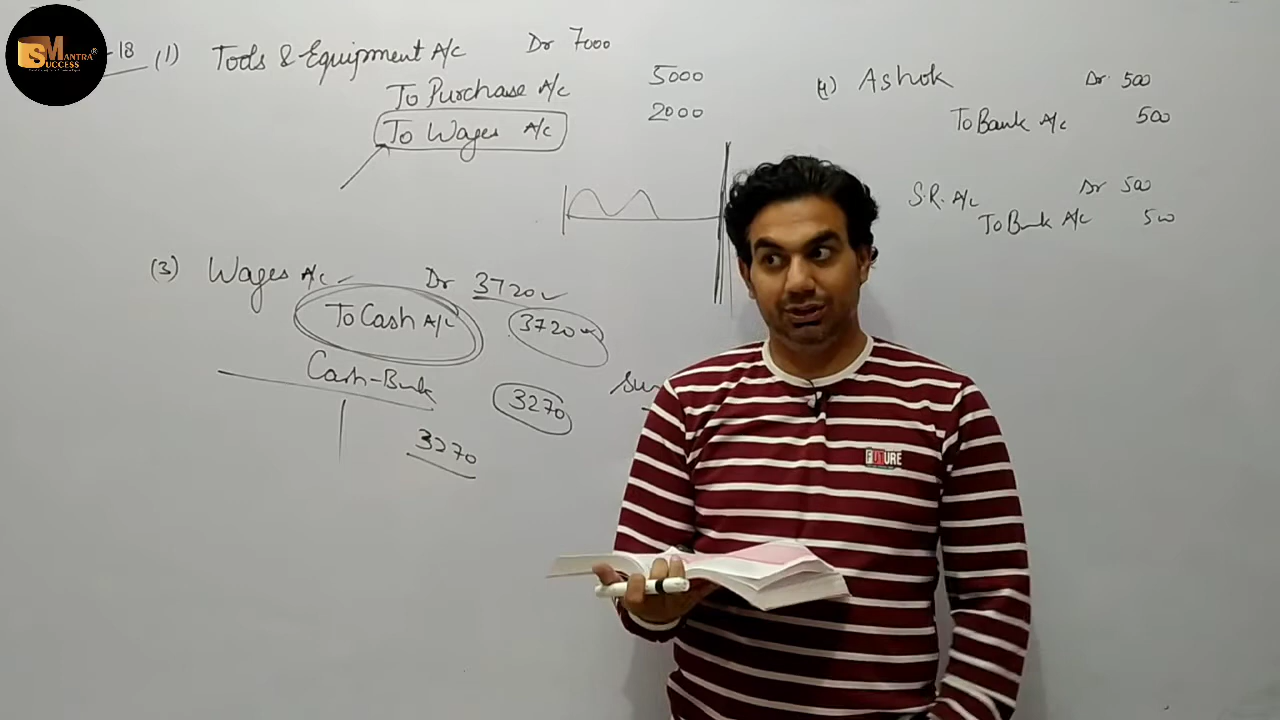 SUCCESS MANTRA®
-18 (1) Tools & Equipment A/c Dr 7000
To Purchase A/c 5000
To Wages A/c 2000
(3) Wages A/c Dr 3720
To Cash A/c 3720
Cash-Bank 3270
3270
(4) Ashok Dr. 500
To Bank A/c 500
S.R. A/c Dr 500
To Bank A/c 500
FUTURE